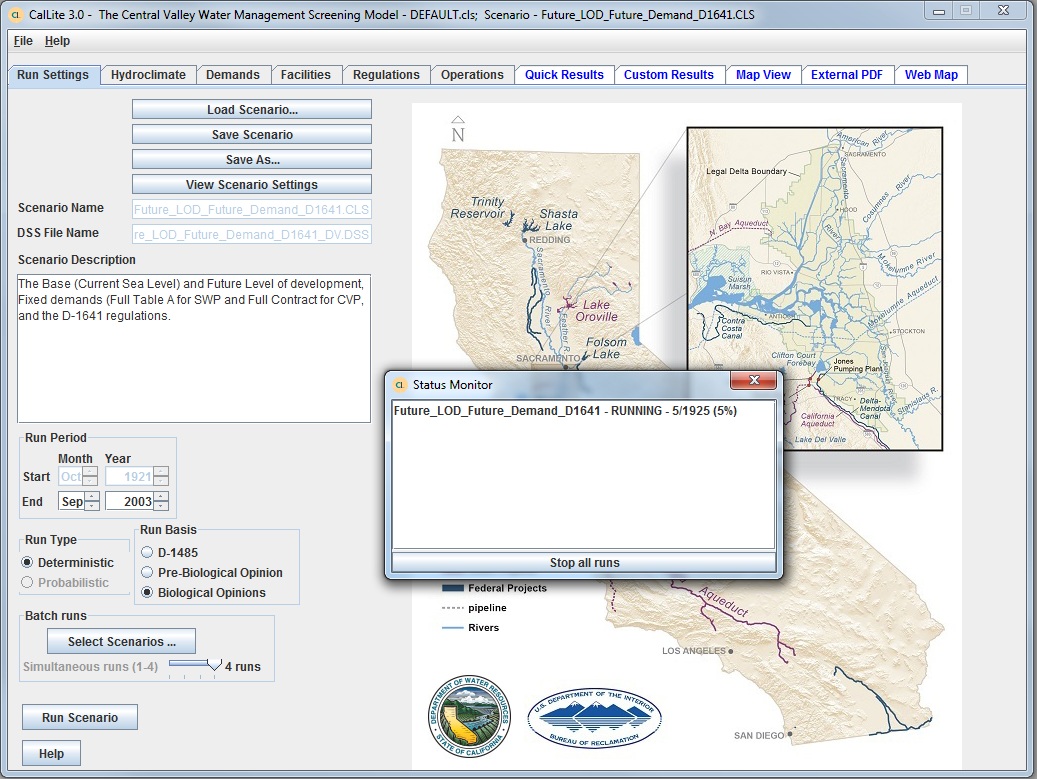 CalLite 3.0 - The Central Valley Water Management Screening Model - DEFAULT.cls; Scenario - Future_LOD_Future_Demand_D1641.CLS
File Help
Run Settings Hydroclimate Demands Facilities Regulations Operations Quick Results Custom Results Map View External PDF Web Map
Load Scenario...
Save Scenario
Save As...
View Scenario Settings
Scenario Name Future_LOD_Future_Demand_D1641.CLS
DSS File Name re_LOD_Future_Demand_D1641_DV.DSS
Scenario Description
The Base (Current Sea Level) and Future Level of development,
Fixed demands (Full Table A for SWP and Full Contract for CVP,
and the D-1641 regulations.
Run Period
Month Year
Start Oct 1921
End Sep 2003
Run Type
Deterministic
Probabilistic
Run Basis
D-1485
Pre-Biological Opinion
Biological Opinions
Batch runs
Select Scenarios ...
Simultaneous runs (1-4) 4 runs
Run Scenario
Help
N
Trinity
Reservoir
Shasta
Lake
REDDING
Sacramento River
Feather R.
Lake
Oroville
Folsom
Lake
SACRAMENTO
American River
SACRAMENTO
Legal Delta Boundary
Sacramento
River
HOOD
Cosumnes River
N. Bay Aqueduct
Mokelumne River
RIO VISTA
Suisun
Marsh
Mokelumne Aqueduct
ANTIOCH
Contra
Costa
Canal
STOCKTON
San Joaquin River
Clifton Court
Forebay
Jones
Pumping Plant
TRACY
Delta-
Mendota
Canal
Stanislaus R.
California
Aqueduct
Lake Del Valle
CL Status Monitor
Future_LOD_Future_Demand_D1641 - RUNNING - 5/1925 (5%)
Stop all runs
Federal Projects
pipeline
Rivers
Aqueduct
LOS ANGELES
SAN DIEGO
DEPARTMENT OF WATER RESOURCES
STATE OF CALIFORNIA
U.S. DEPARTMENT OF THE INTERIOR
BUREAU OF RECLAMATION